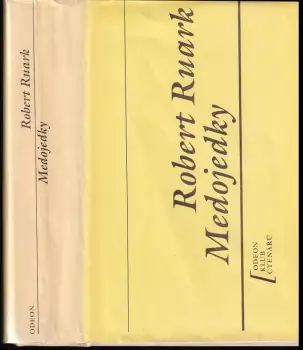 Robert Ruark
Medojedky
ODEON
Robert Ruark
Medojedky
ODEON
KLUB
ČTENÁŘŮ